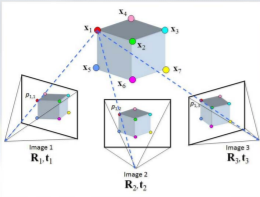 x₄
x₁
x₃
x₂
x₅
x₇
x₆
p₁,₁
p₁,₂
p₁,₃
Image 1
R₁, t₁
Image 2
R₂, t₂
Image 3
R₃, t₃